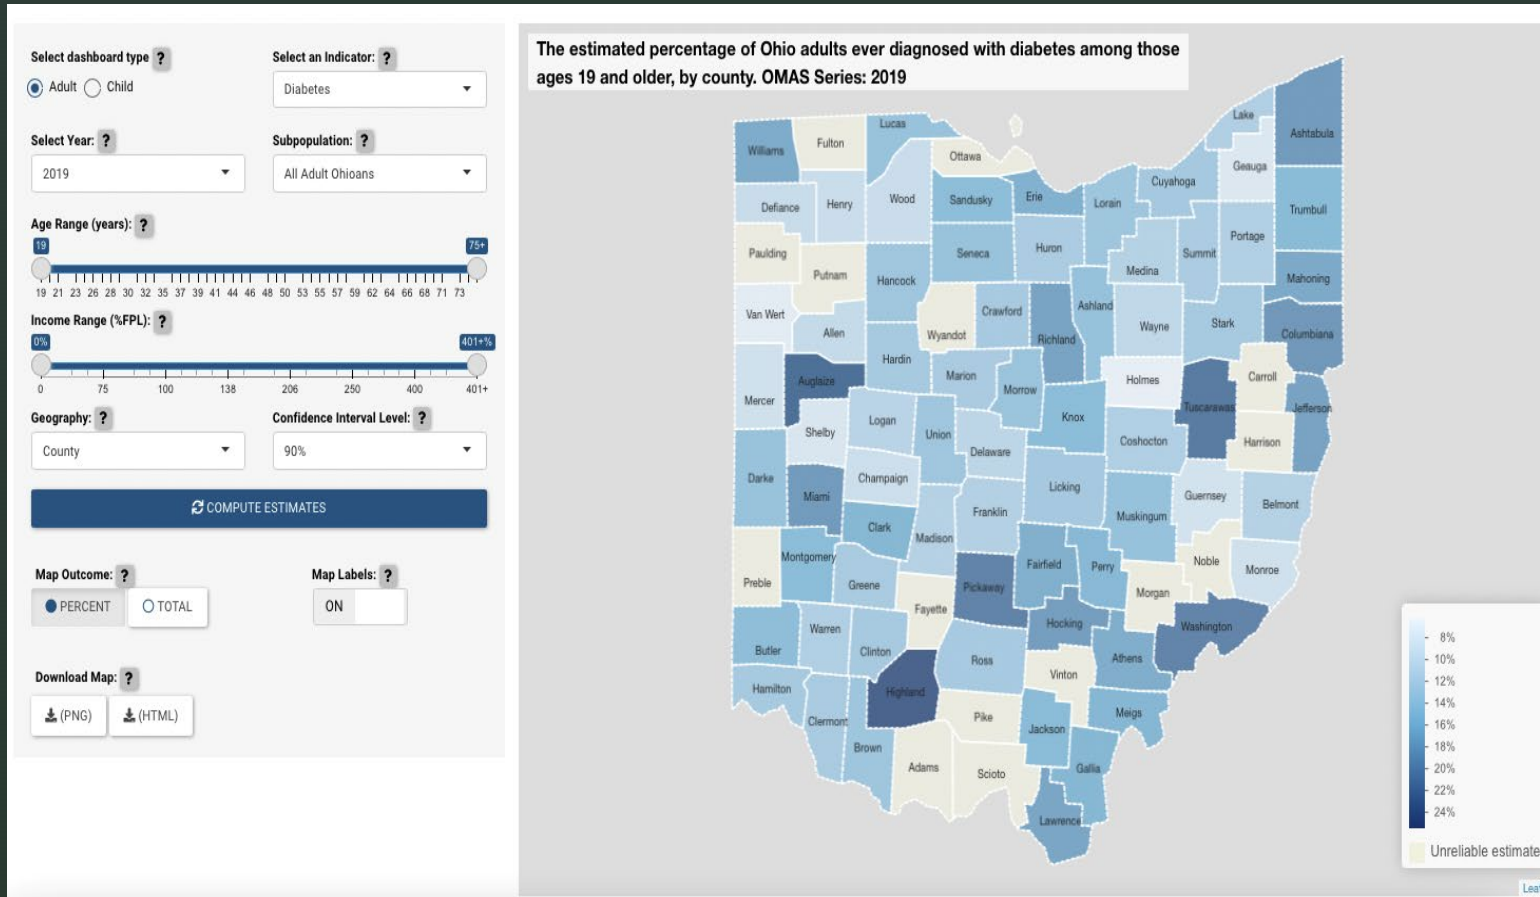 Select dashboard type ?
Select an Indicator: ?
Adult Child
Diabetes
Select Year: ?
Subpopulation: ?
2019
All Adult Ohioans
Age Range (years): ?
19 75+
19 21 23 26 28 30 32 35 37 39 41 44 46 48 50 53 55 57 59 62 64 66 68 71 73
Income Range (%FPL): ?
0% 401+%
0 75 100 138 206 250 400 401+
Geography: ?
Confidence Interval Level: ?
County
90%
COMPUTE ESTIMATES
Map Outcome: ?
Map Labels: ?
PERCENT TOTAL
ON
Download Map: ?
(PNG) (HTML)
The estimated percentage of Ohio adults ever diagnosed with diabetes among those
ages 19 and older, by county. OMAS Series: 2019
Williams
Fulton
Lucas
Ottawa
Lake
Ashtabula
Geauga
Cuyahoga
Defiance
Henry
Wood
Sandusky
Erie
Lorain
Trumbull
Portage
Summit
Medina
Huron
Seneca
Paulding
Putnam
Hancock
Mahoning
Van Wert
Allen
Wyandot
Crawford
Richland
Ashland
Wayne
Stark
Columbiana
Hardin
Auglaize
Mercer
Marion
Morrow
Holmes
Carroll
Tuscarawas
Jefferson
Knox
Coshocton
Harrison
Shelby
Logan
Union
Delaware
Darke
Miami
Champaign
Licking
Guernsey
Belmont
Muskingum
Franklin
Clark
Madison
Montgomery
Preble
Greene
Fayette
Pickaway
Fairfield
Perry
Noble
Monroe
Morgan
Washington
Hocking
Athens
Butler
Warren
Clinton
Ross
Vinton
Hamilton
Highland
Clermont
Pike
Jackson
Meigs
Brown
Adams
Scioto
Gallia
Lawrence
8%
10%
12%
14%
16%
18%
20%
22%
24%
Unreliable estimate